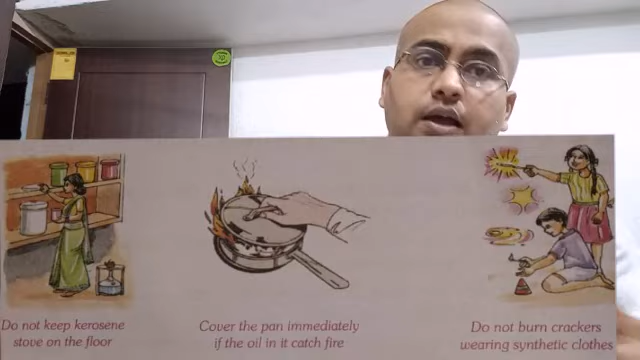 Do not keep kerosene
stove on the floor
Cover the pan immediately
if the oil in it catch fire
Do not burn crackers
wearing synthetic clothes